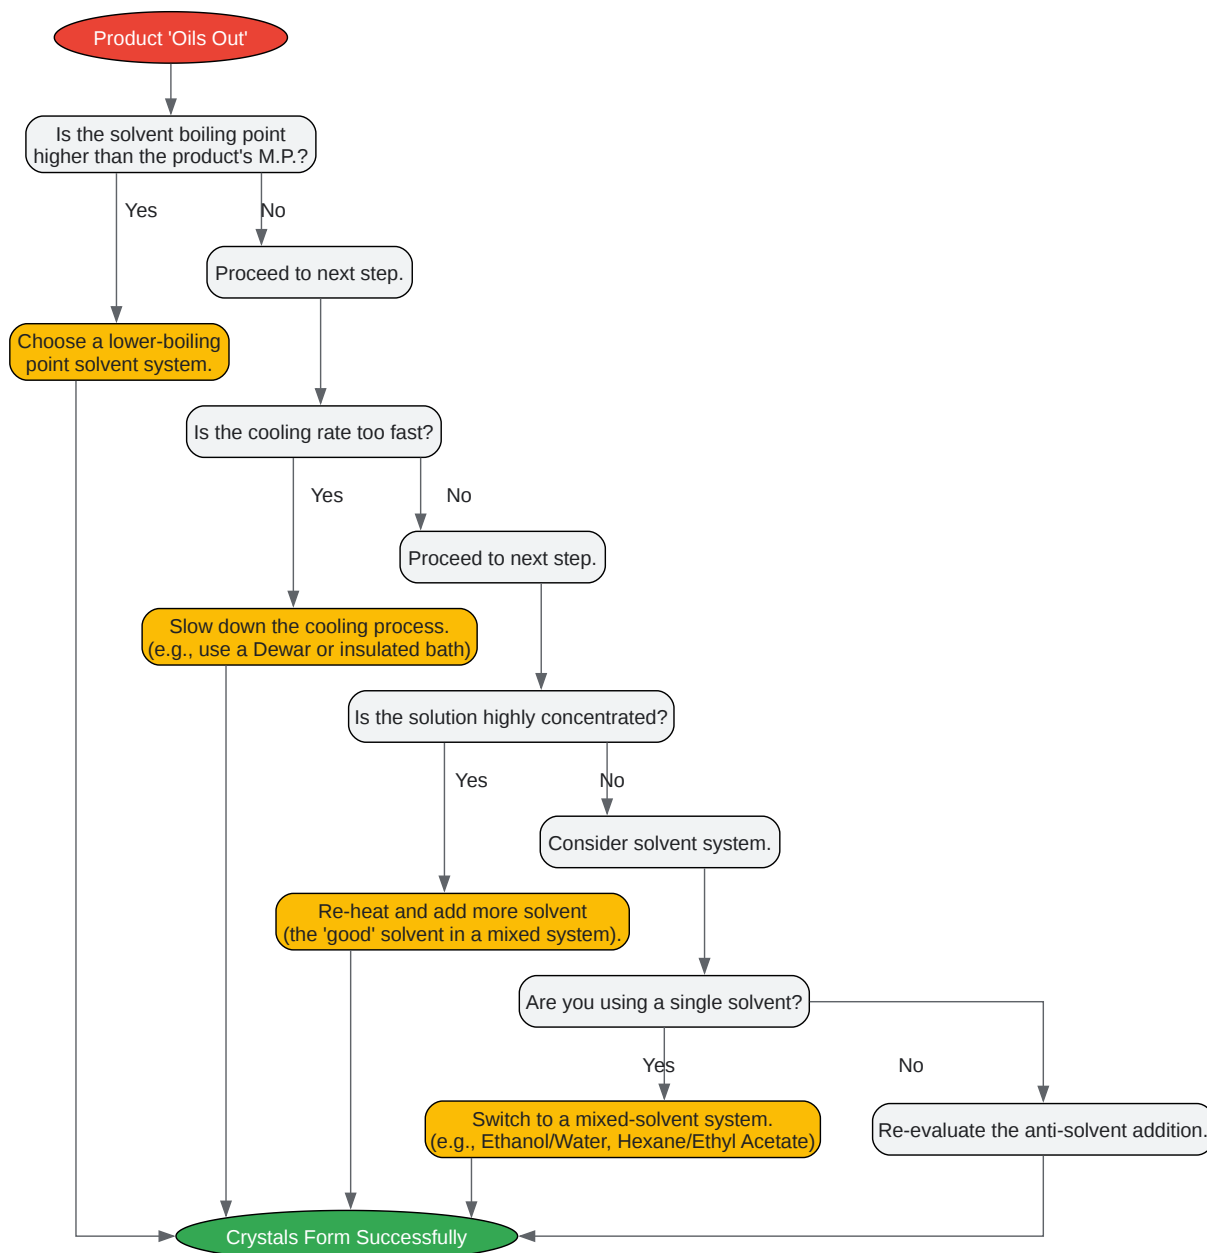 Product 'Oils Out'
Is the solvent boiling point
higher than the product's M.P.?
Yes
No
Proceed to next step.
Choose a lower-boiling
point solvent system.
Is the cooling rate too fast?
Yes
No
Proceed to next step.
Slow down the cooling process.
(e.g., use a Dewar or insulated bath)
Is the solution highly concentrated?
Yes
No
Consider solvent system.
Re-heat and add more solvent
(the 'good' solvent in a mixed system).
Are you using a single solvent?
Yes
No
Switch to a mixed-solvent system.
(e.g., Ethanol/Water, Hexane/Ethyl Acetate)
Re-evaluate the anti-solvent addition.
Crystals Form Successfully